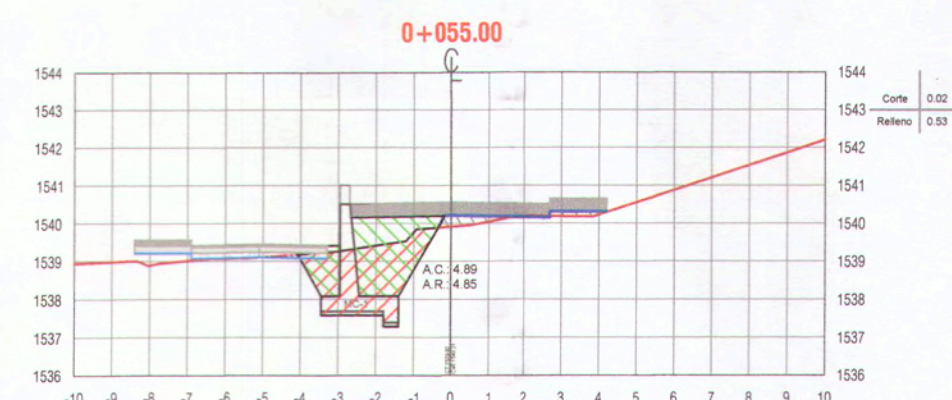 0+055.00
C
1544 1544
1543 1543
1542 1542
1541 1541
1540 1540
1539 1539
1538 1538
1537 1537
1536 1536
Corte 0.02
Relleno 0.53
A.C.: 4.89
A.R.: 4.85
-10 -9 -8 -7 -6 -5 -4 -3 -2 -1 0 1 2 3 4 5 6 7 8 9 10